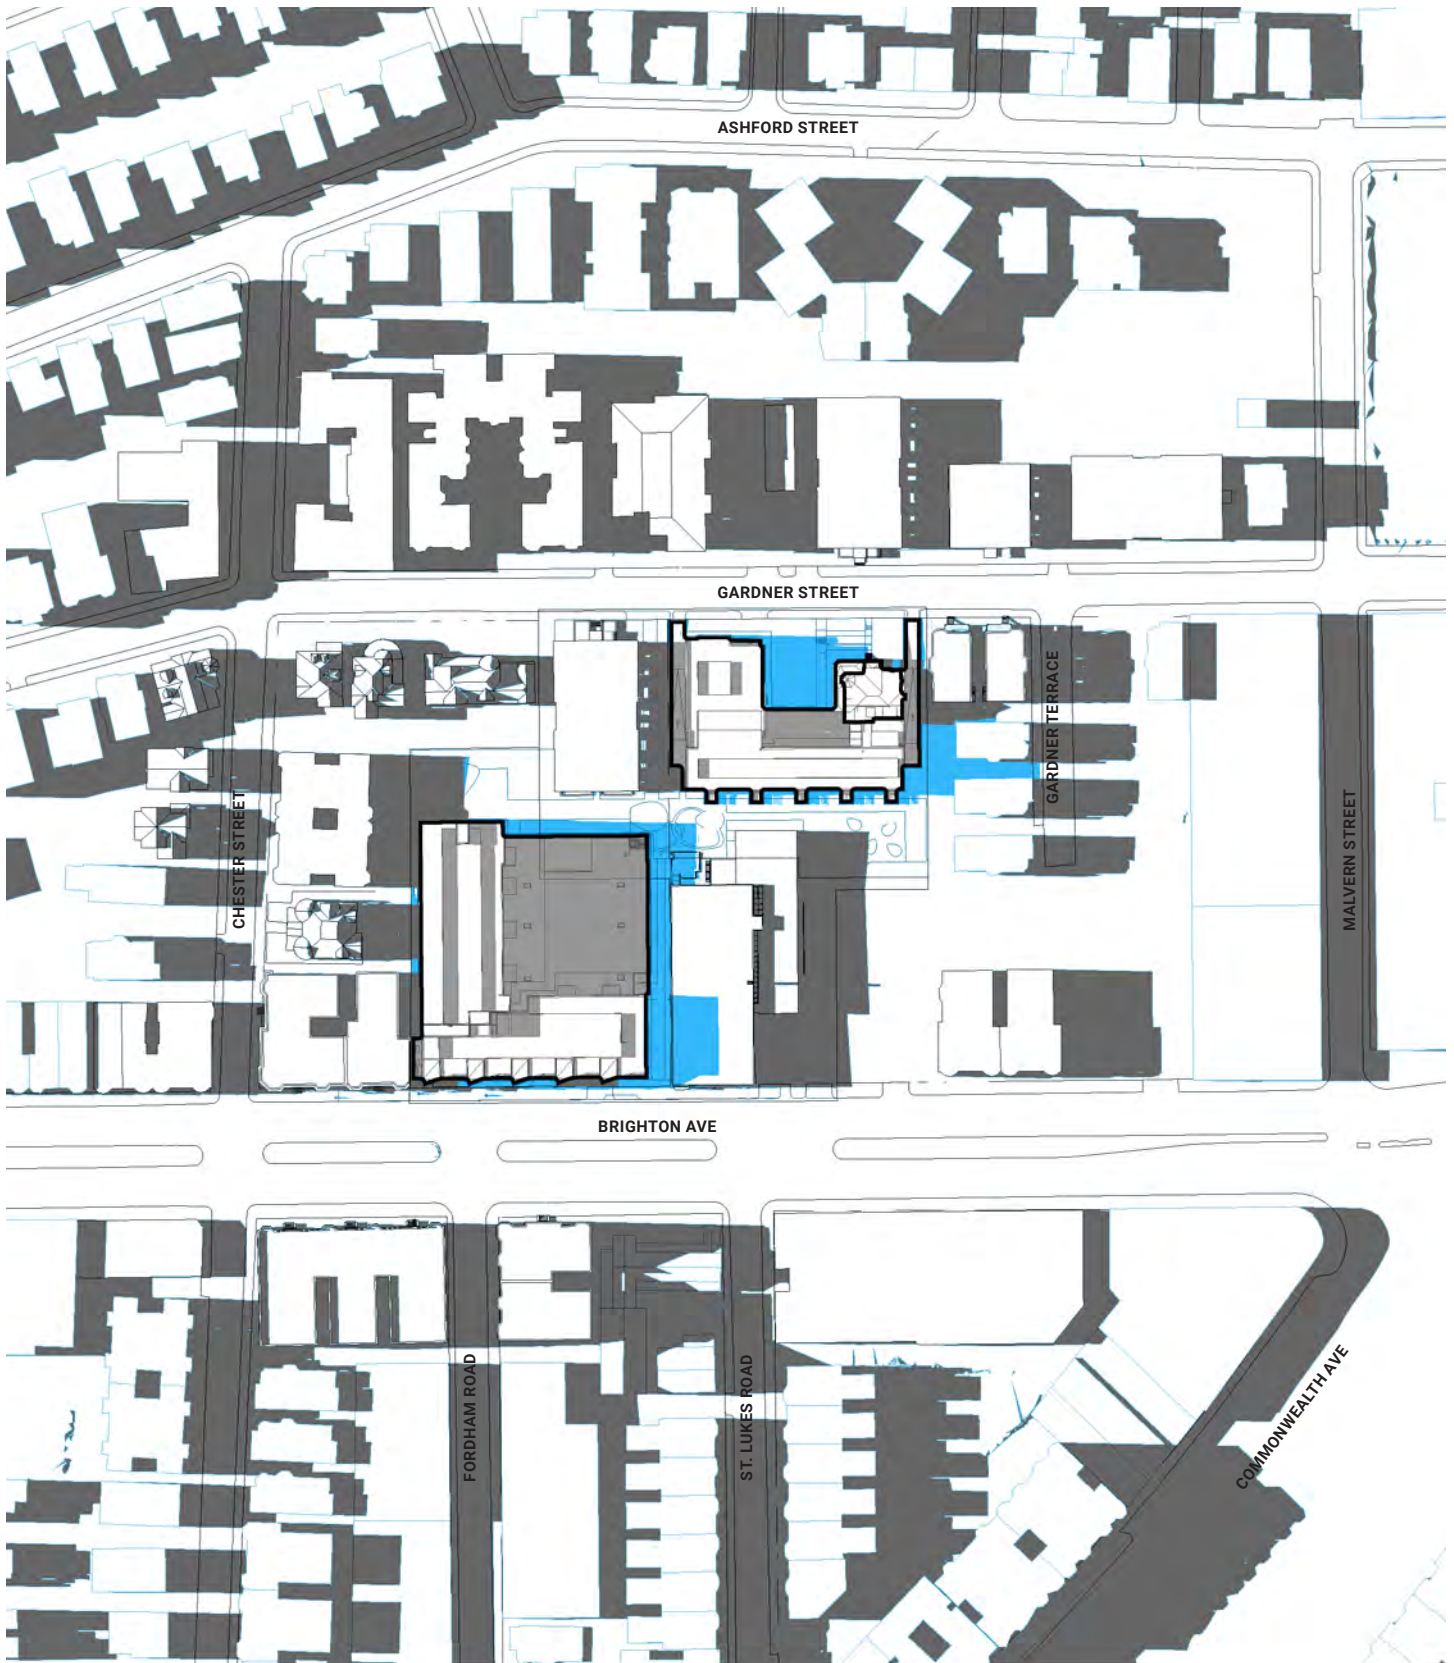 ASHFORD STREET
GARDNER STREET
GARDNER TERRACE
CHESTER STREET
MALVERN STREET
BRIGHTON AVE
FORDHAM ROAD
ST. LUKES ROAD
COMMONWEALTH AVE